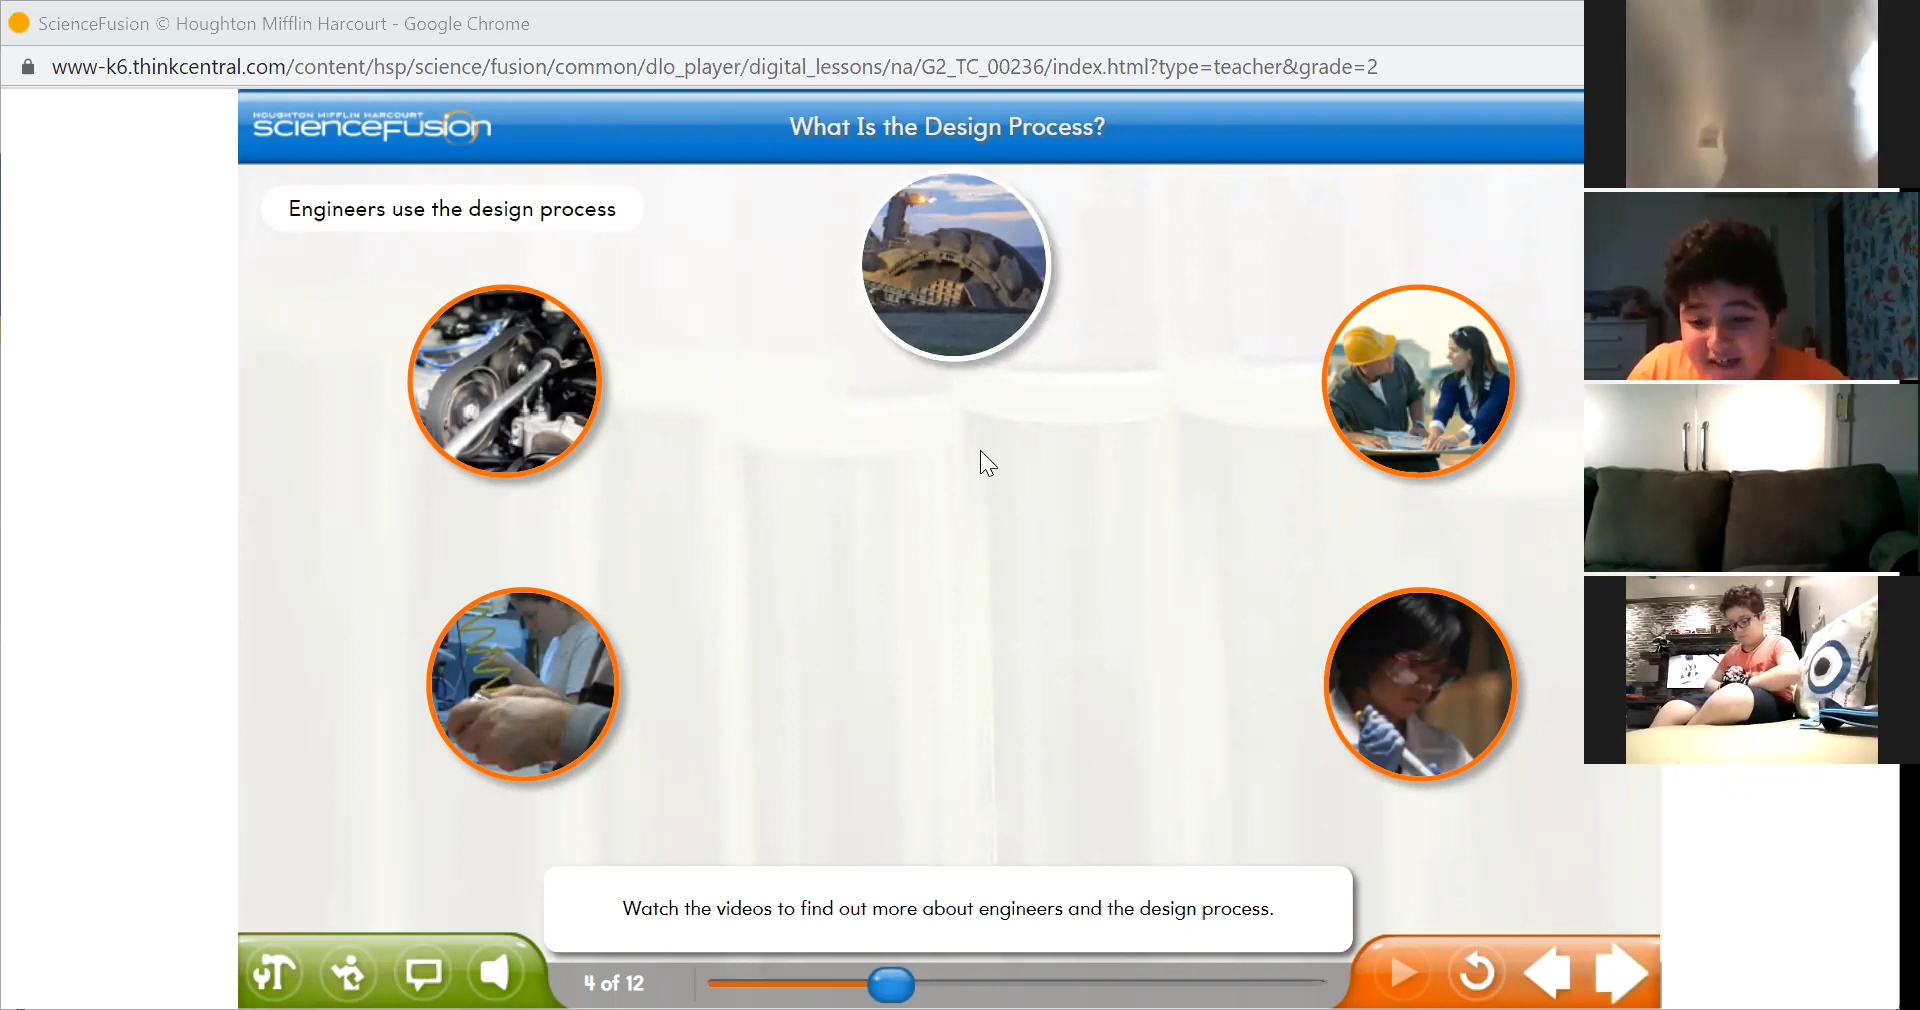 ScienceFusion © Houghton Mifflin Harcourt - Google Chrome
www-k6.thinkcentral.com/content/hsp/science/fusion/common/dlo_player/digital_lessons/na/G2_TC_00236/index.html?type=teacher&grade=2
HOUGHTON MIFFLIN HARCOURT
scienceFusion
What Is the Design Process?
Engineers use the design process
Watch the videos to find out more about engineers and the design process.
4 of 12